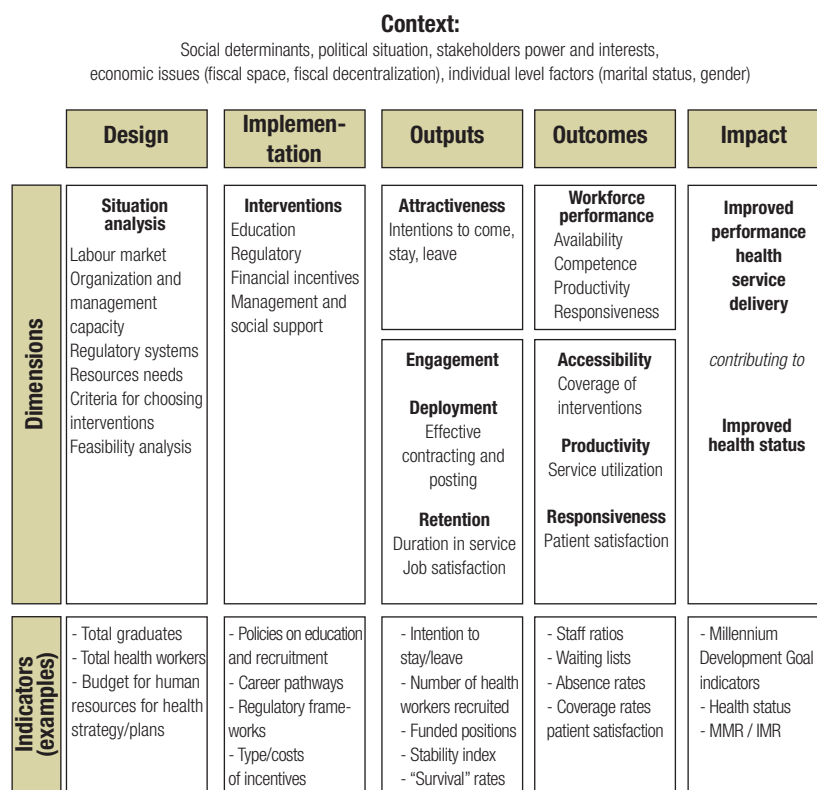 Context:
Social determinants, political situation, stakeholders power and interests,
economic issues (fiscal space, fiscal decentralization), individual level factors (marital status, gender)
Design
Implemen-
tation
Outputs
Outcomes
Impact
Dimensions
Situation
analysis
Labour market
Organization and
management
capacity
Regulatory systems
Resources needs
Criteria for choosing
interventions
Feasibility analysis
Interventions
Education
Regulatory
Financial incentives
Management and
social support
Attractiveness
Intentions to come,
stay, leave
Engagement
Deployment
Effective
contracting and
posting
Retention
Duration in service
Job satisfaction
Workforce
performance
Availability
Competence
Productivity
Responsiveness
Accessibility
Coverage of
interventions
Productivity
Service utilization
Responsiveness
Patient satisfaction
Improved
performance
health
service
delivery
contributing to
Improved
health status
Indicators
(examples)
- Total graduates
- Total health workers
- Budget for human
resources for health
strategy/plans
- Policies on education
and recruitment
- Career pathways
- Regulatory frame-
works
- Type/costs
of incentives
- Intention to
stay/leave
- Number of health
workers recruited
- Funded positions
- Stability index
- “Survival” rates
- Staff ratios
- Waiting lists
- Absence rates
- Coverage rates
patient satisfaction
- Millennium
Development Goal
indicators
- Health status
- MMR / IMR